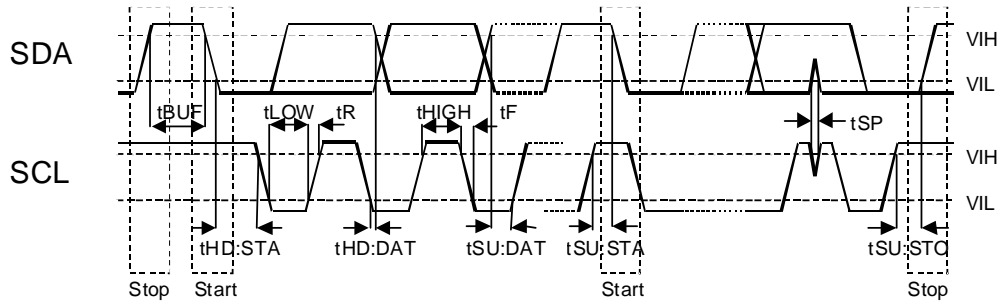 SDA
VIH
VIL
tBUF
tLOW
tR
tHIGH
tF
tSP
SCL
VIH
VIL
tHD:STA
tHD:DAT
tSU:DAT
tSU:STA
tSU:STO
Stop
Start
Start
Stop